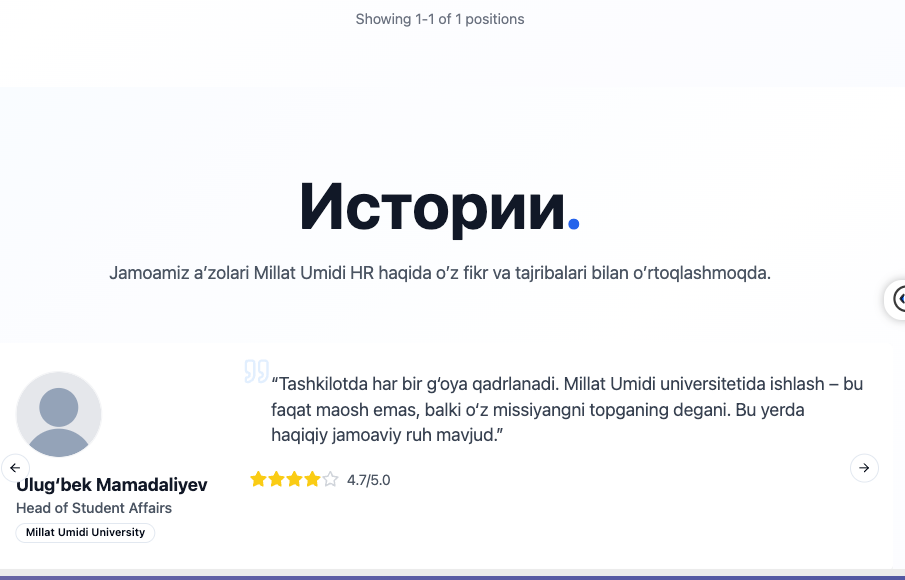 Showing 1-1 of 1 positions
Истории.
Jamoamiz a’zolari Millat Umidi HR haqida o’z fikr va tajribalari bilan o’rtoqlashmoqda.
“Tashkilotda har bir g‘oya qadrlanadi. Millat Umidi universitetida ishlash – bu
faqat maosh emas, balki o‘z missiyangni topganing degani. Bu yerda
haqiqiy jamoaviy ruh mavjud.”
4.7/5.0
Ulug‘bek Mamadaliyev
Head of Student Affairs
Millat Umidi University